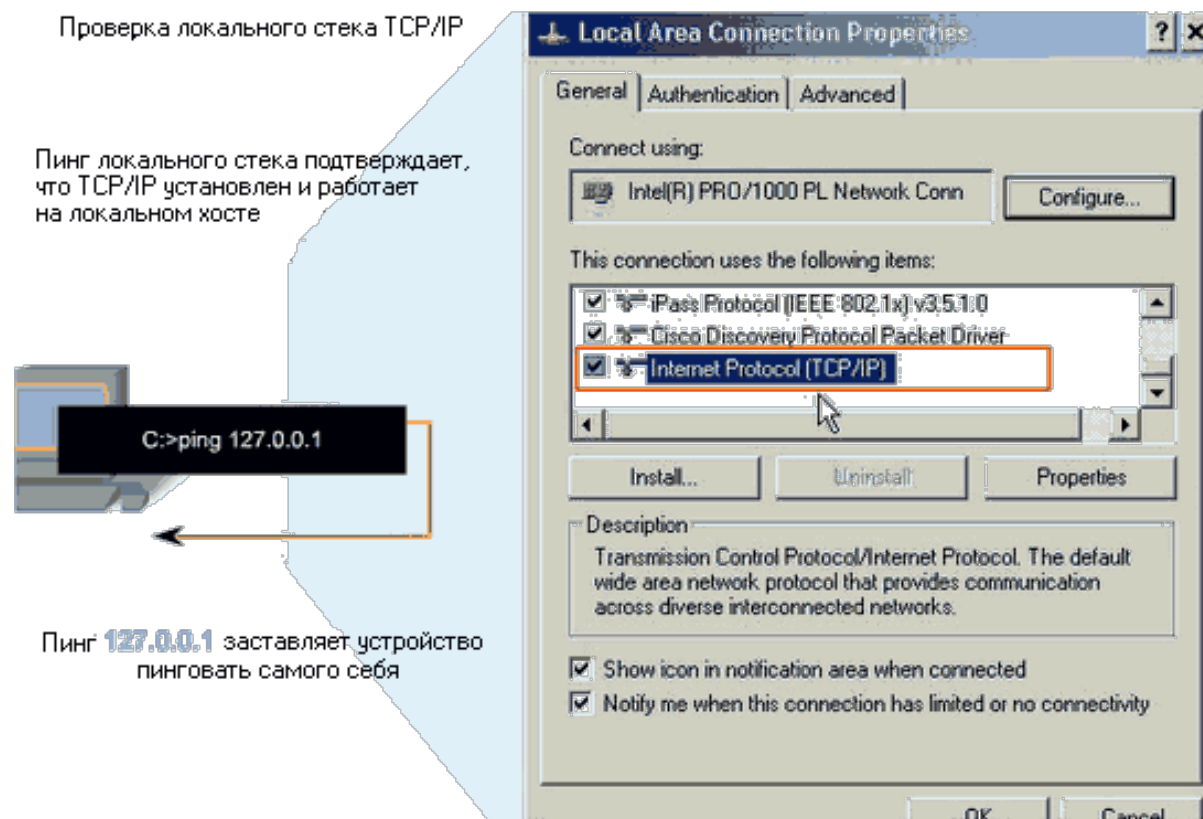 Проверка локального стека TCP/IP
Пинг локального стека подтверждает,
что TCP/IP установлен и работает
на локальном хосте
C:>ping 127.0.0.1
Пинг 127.0.0.1 заставляет устройство
пинговать самого себя
Local Area Connection Properties
General
Authentication
Advanced
Connect using:
Intel(R) PRO/1000 PL Network Conn
Configure...
This connection uses the following items:
iPass Protocol (IEEE 802.1x) v3.5.1.0
Cisco Discovery Protocol Packet Driver
Internet Protocol (TCP/IP)
Install...
Uninstall
Properties
Description
Transmission Control Protocol/Internet Protocol. The default
wide area network protocol that provides communication
across diverse interconnected networks.
Show icon in notification area when connected
Notify me when this connection has limited or no connectivity
OK
Cancel